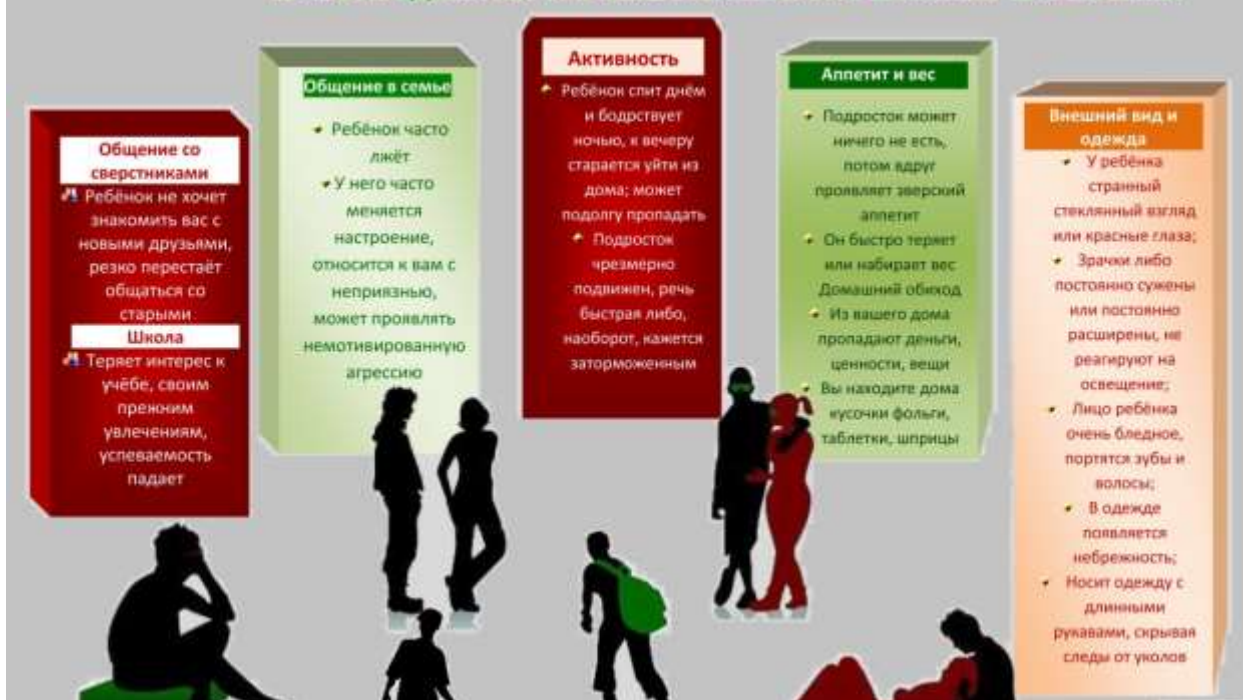 Общение со
сверстниками
Ребёнок не хочет
знакомить вас с
новыми друзьями,
резко перестаёт
общаться со
старыми
Школа
Теряет интерес к
учёбе, своим
прежним
увлечениям,
успеваемость
падает
Общение в семье
Ребёнок часто
лжёт
У него часто
меняется
настроение,
относится к вам с
неприязнью,
может проявлять
немотивированную
агрессию
Активность
Ребёнок спит днём
и бодрствует
ночью, к вечеру
старается уйти из
дома; может
подолгу пропадать
Подросток
чрезмерно
подвижен, речь
быстрая либо,
наоборот, кажется
заторможенным
Аппетит и вес
Подросток может
ничего не есть,
потом вдруг
проявляет зверский
аппетит
Он быстро теряет
или набирает вес
Домашний обиход
Из вашего дома
пропадают деньги,
ценности, вещи
Вы находите дома
кусочки фольги,
таблетки, шприцы
Внешний вид и
одежда
У ребёнка
странный
стеклянный взгляд
или красные глаза;
Зрачки либо
постоянно сужены
или постоянно
расширены, не
реагируют на
освещение;
Лицо ребёнка
очень бледное,
портятся зубы и
волосы;
В одежде
появляется
небрежность;
Носит одежду с
длинными
рукавами, скрывая
следы от уколов